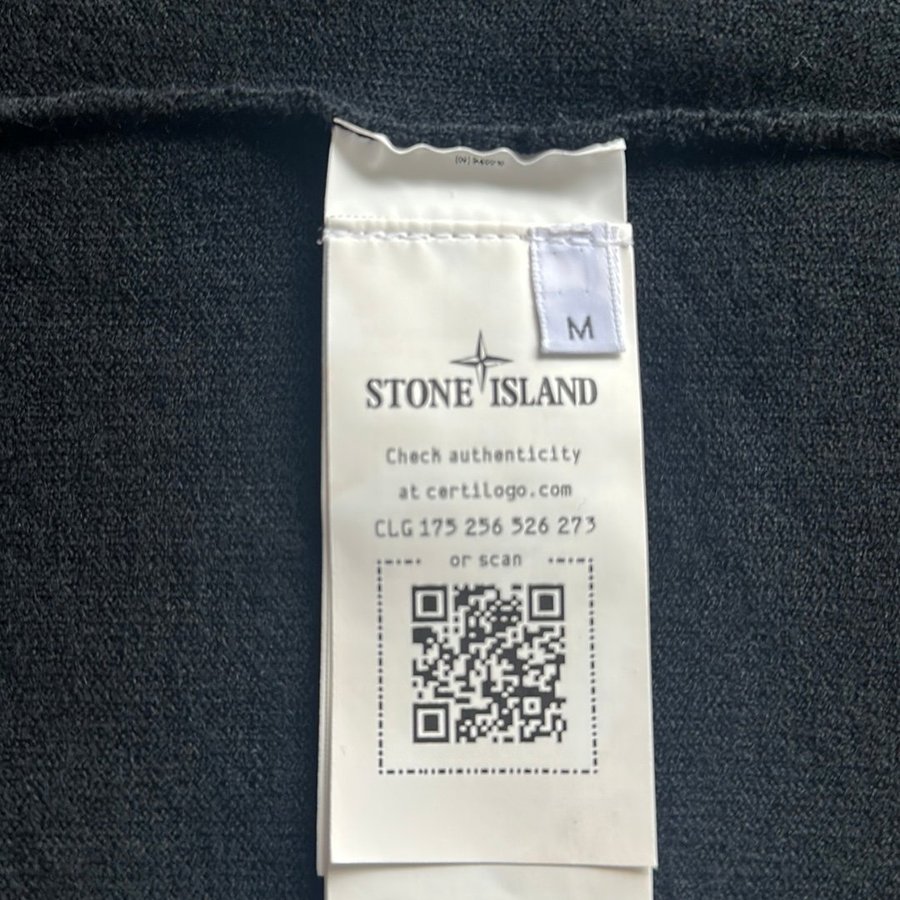 M
STONE ISLAND
Check authenticity
at certilogo.com
CLG 175 256 526 273
or scan